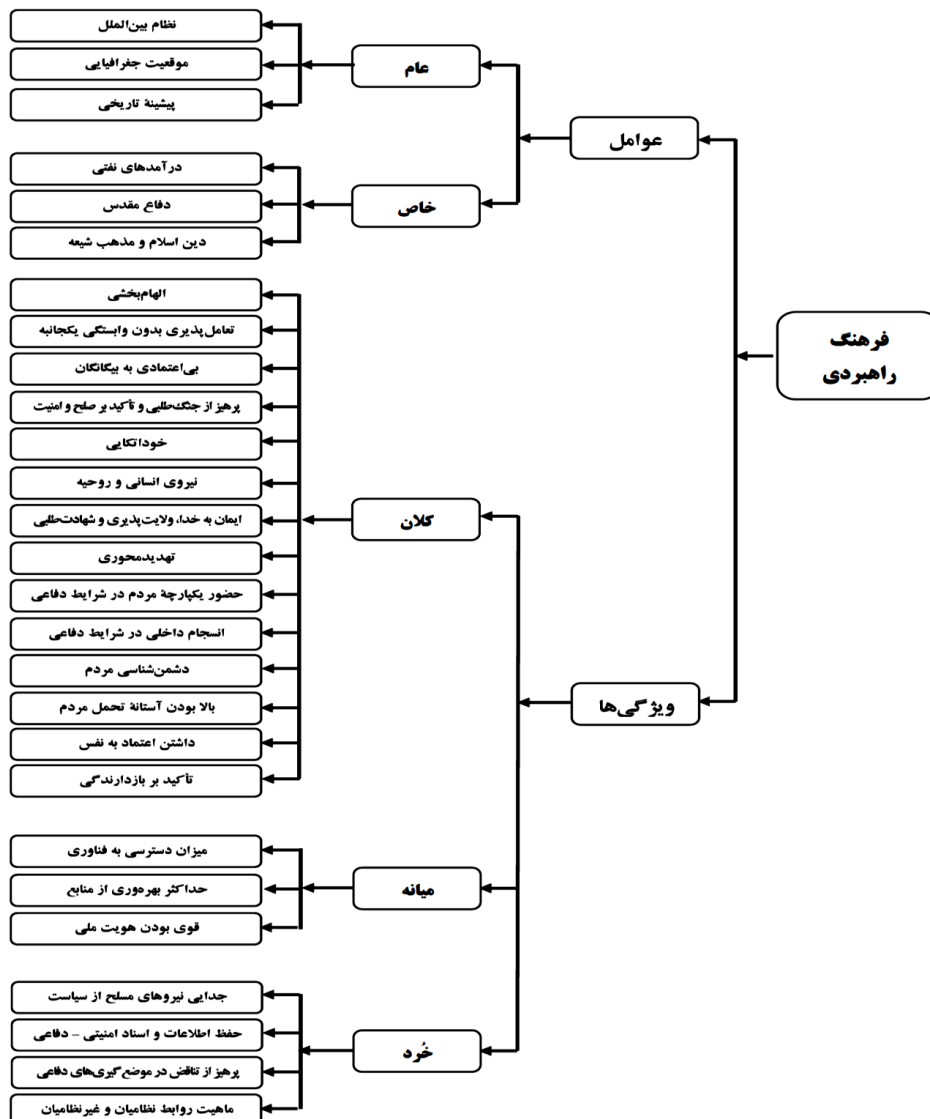 فرهنگ
راهبردی
عوامل
عام
نظام بین‌الملل
موقعیت جغرافیایی
پیشینهٔ تاریخی
خاص
درآمدهای نفتی
دفاع مقدس
دین اسلام و مذهب شیعه
ویژگی‌ها
کلان
الهام‌بخشی
تعامل‌پذیری بدون وابستگی یکجانبه
بی‌اعتمادی به بیگانگان
پرهیز از جنگ‌طلبی و تأکید بر صلح و امنیت
خوداتکایی
نیروی انسانی و روحیه
ایمان به خدا، ولایت‌پذیری و شهادت‌طلبی
تهدیدمحوری
حضور یکپارچهٔ مردم در شرایط دفاعی
انسجام داخلی در شرایط دفاعی
دشمن‌شناسی مردم
بالا بودن آستانهٔ تحمل مردم
داشتن اعتماد به نفس
تأکید بر بازدارندگی
میانه
میزان دسترسی به فناوری
حداکثر بهره‌وری از منابع
قوی بودن هویت ملی
خُرد
جدایی نیروهای مسلح از سیاست
حفظ اطلاعات و اسناد امنیتی – دفاعی
پرهیز از تناقض در موضع‌گیری‌های دفاعی
ماهیت روابط نظامیان و غیرنظامیان